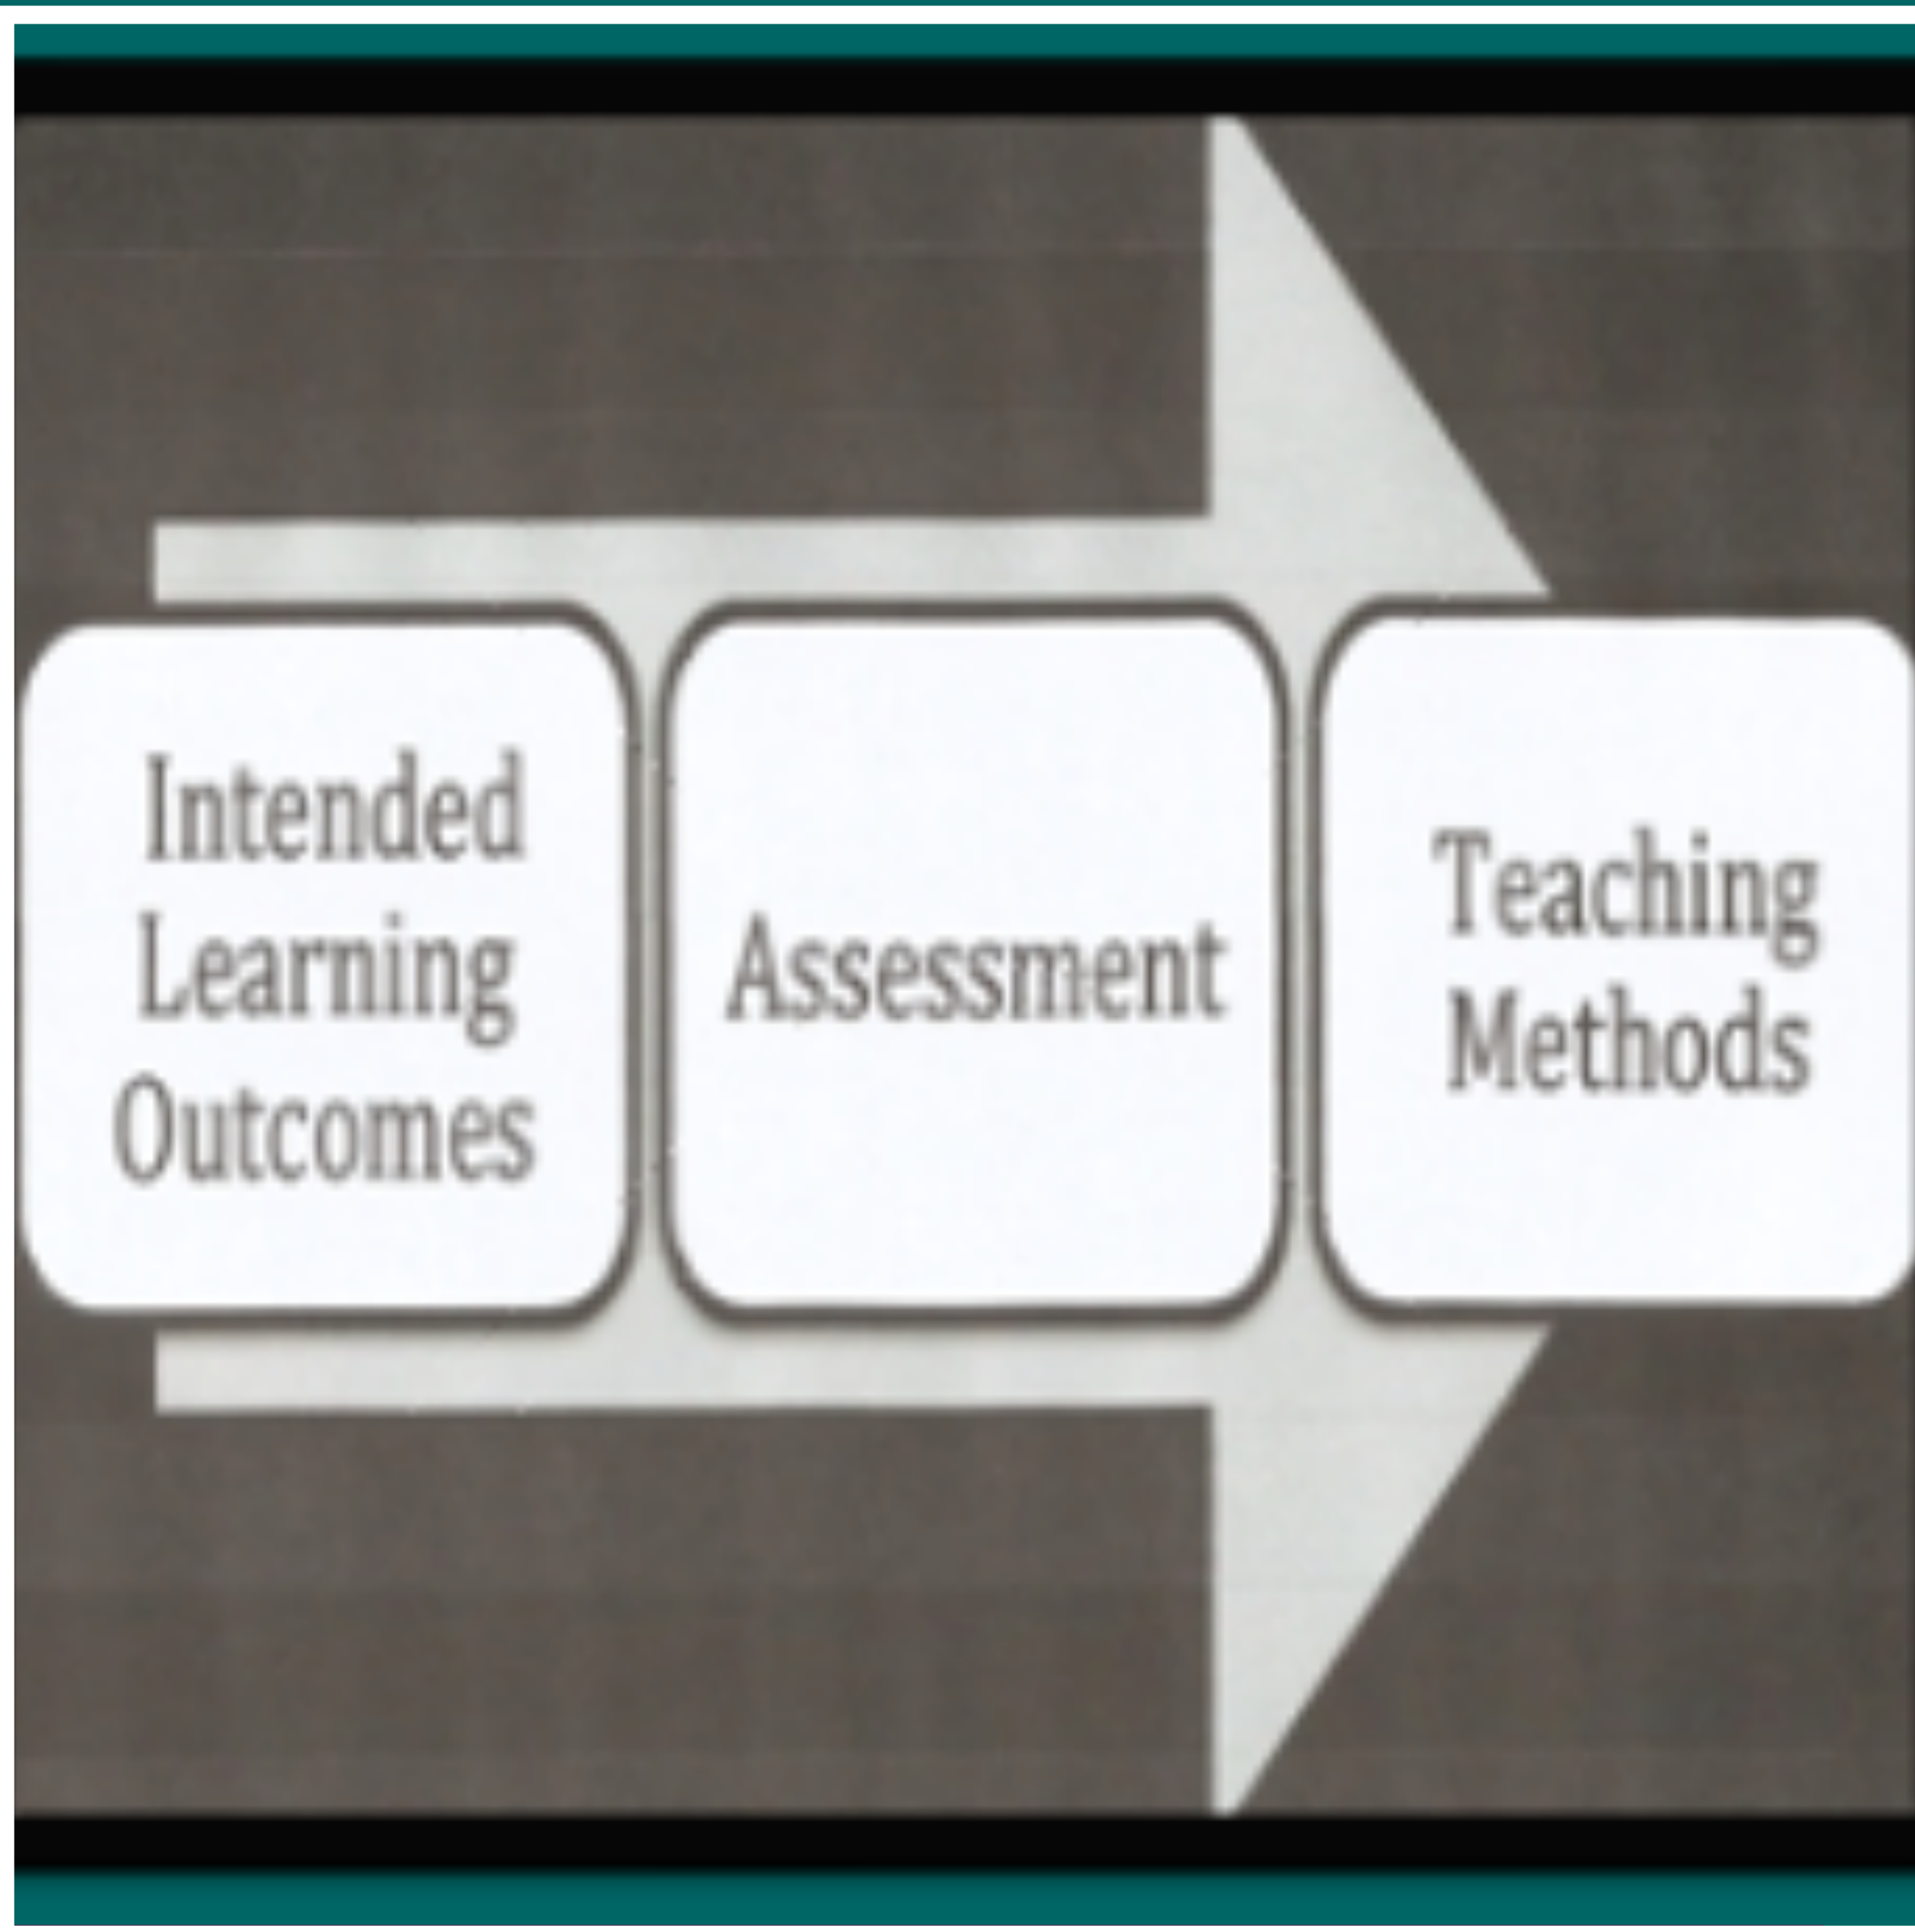 Intended
Learning
Outcomes
Assessment
Teaching
Methods